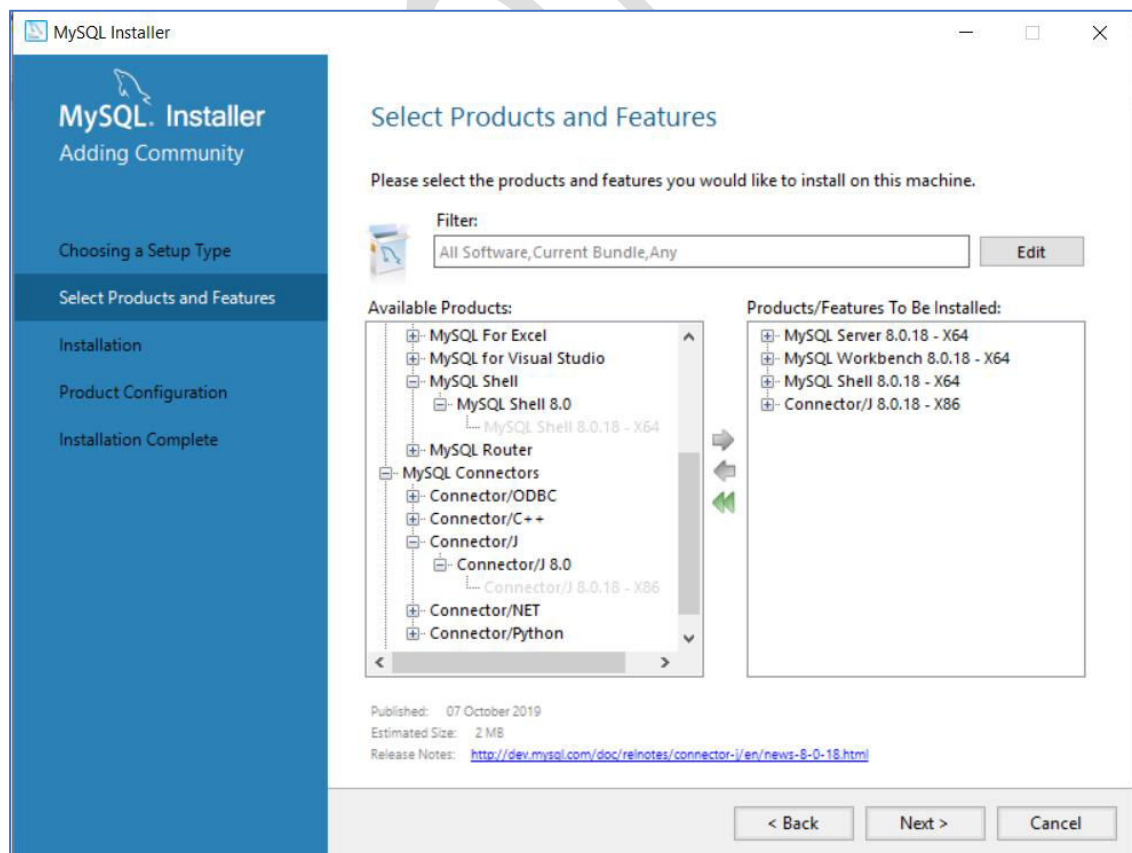 MySQL Installer
MySQL. Installer
Adding Community
Choosing a Setup Type
Select Products and Features
Installation
Product Configuration
Installation Complete
Select Products and Features
Please select the products and features you would like to install on this machine.
Filter:
All Software,Current Bundle,Any
Edit
Available Products:
MySQL For Excel
MySQL for Visual Studio
MySQL Shell
MySQL Shell 8.0
MySQL Shell 8.0.18 - X64
MySQL Router
MySQL Connectors
Connector/ODBC
Connector/C++
Connector/J
Connector/J 8.0
Connector/J 8.0.18 - X86
Connector/NET
Connector/Python
Products/Features To Be Installed:
MySQL Server 8.0.18 - X64
MySQL Workbench 8.0.18 - X64
MySQL Shell 8.0.18 - X64
Connector/J 8.0.18 - X86
Published: 07 October 2019
Estimated Size: 2 MB
Release Notes: http://dev.mysql.com/doc/relnotes/connector-j/en/news-8-0-18.html
< Back Next > Cancel